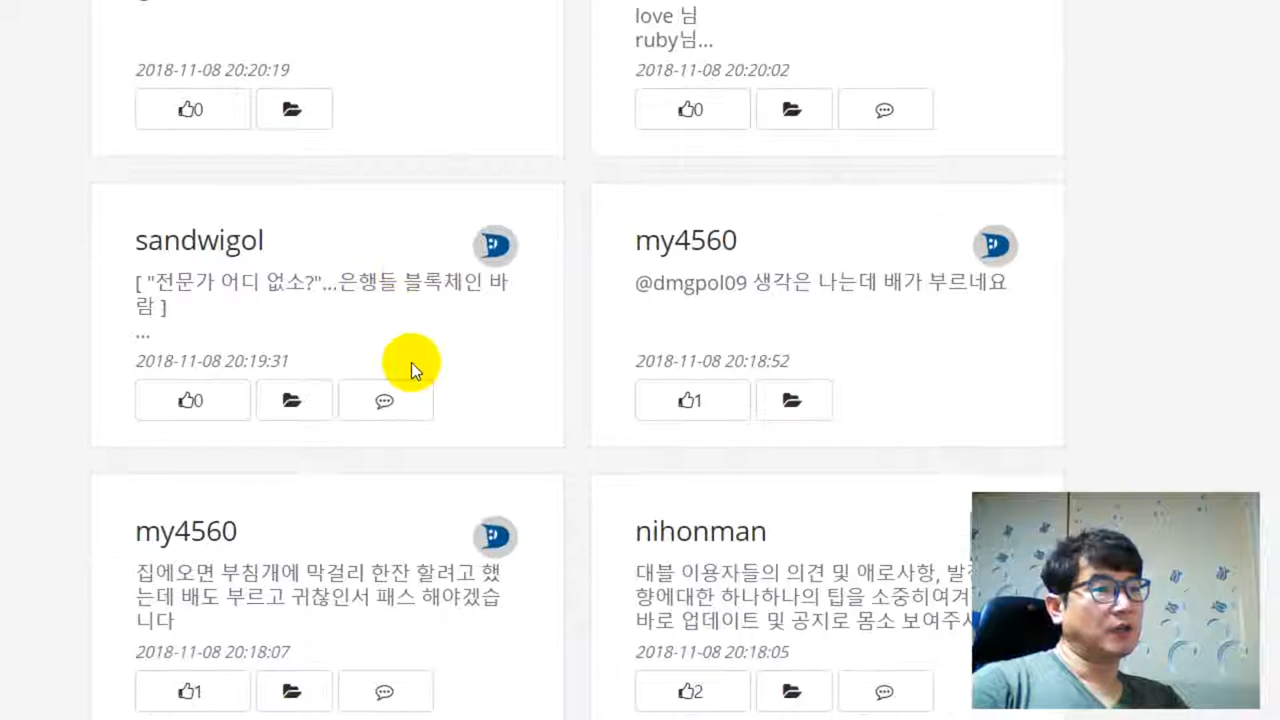 love 님
ruby님...
2018-11-08 20:20:19
2018-11-08 20:20:02
0
0
sandwigol
[ "전문가 어디 없소?"...은행들 블록체인 바
람 ]
...
2018-11-08 20:19:31
0
my4560
@dmgpol09 생각은 나는데 배가 부르네요
2018-11-08 20:18:52
1
my4560
집에오면 부침개에 막걸리 한잔 할려고 했
는데 배도 부르고 귀찮인서 패스 해야겠습
니다
2018-11-08 20:18:07
1
nihonman
대블 이용자들의 의견 및 애로사항,
향에대한 하나하나의 팁을 소중히여겨
바로 업데이트 및 공지로 몸소 보여주
2018-11-08 20:18:05
2